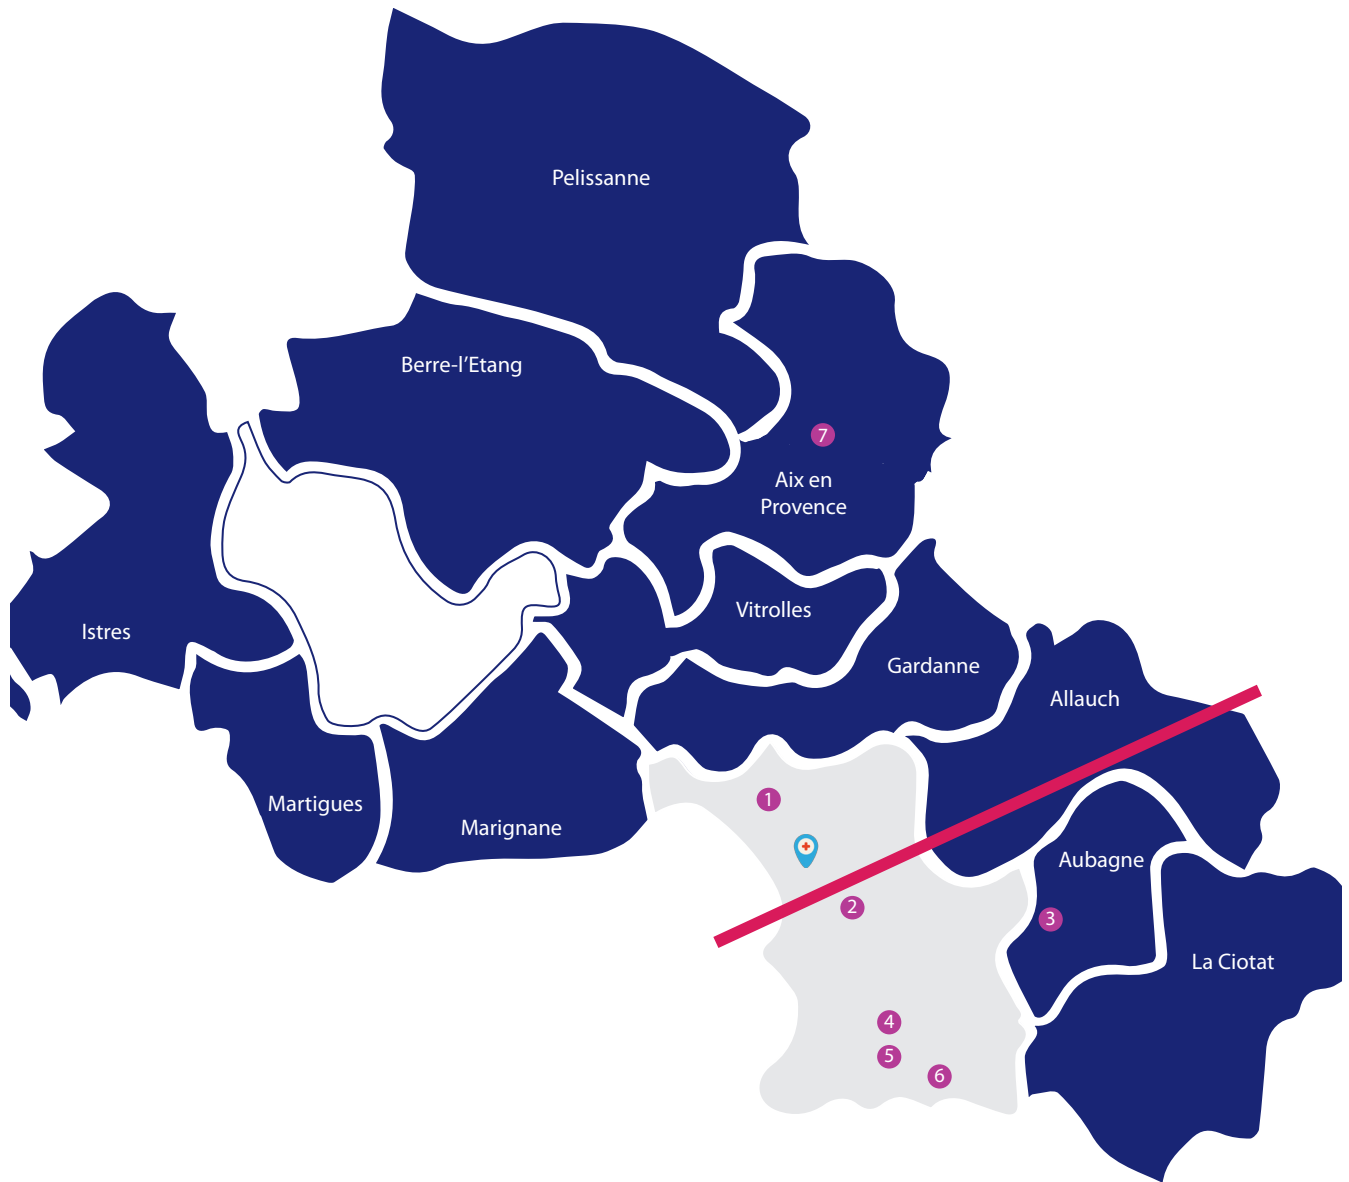 Pelissanne
Berre-l'Etang
7
Aix en
Provence
Vitrolles
Istres
Gardanne
Allauch
1
Martigues
Marignane
Aubagne
2
3
La Ciotat
4
5
6